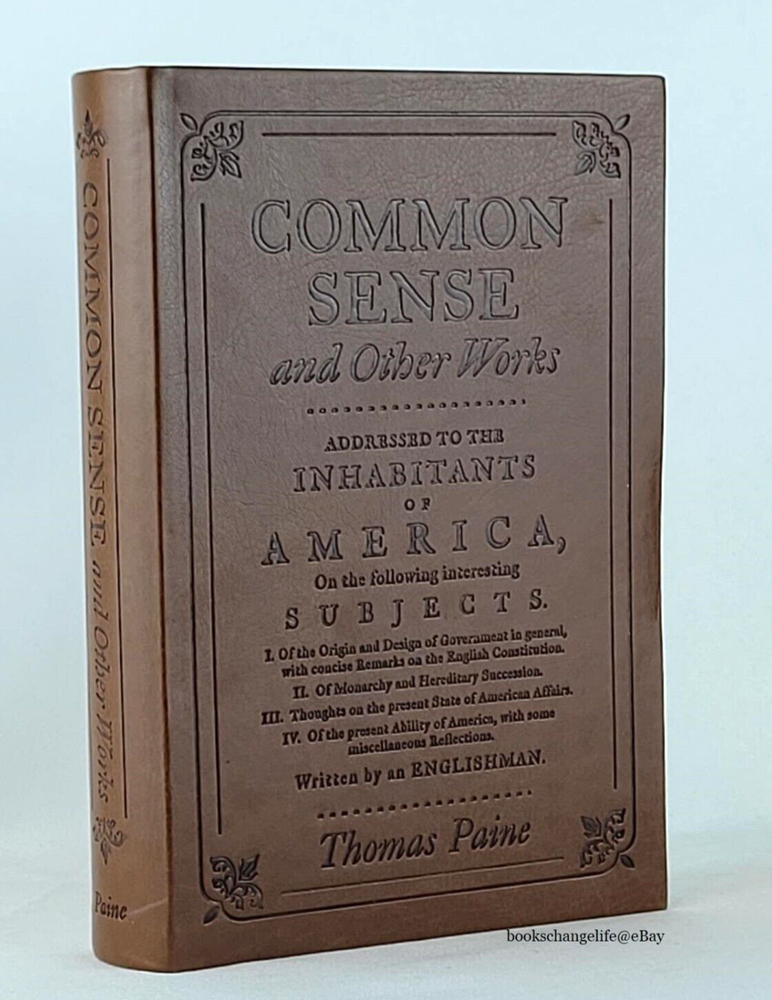 COMMON SENSE and Other Works
Paine
COMMON
SENSE
and Other Works
ADDRESSED TO THE
INHABITANTS
OF
AMERICA,
On the following interesting
SUBJECTS.
I. Of the Origin and Design of Government in general,
with concise Remarks on the English Constitution.
II. Of Monarchy and Hereditary Succession.
III. Thoughts on the present State of American Affairs.
IV. Of the present Ability of America, with some
miscellaneous Reflections.
Written by an ENGLISHMAN.
Thomas Paine
bookschangelife@eBay